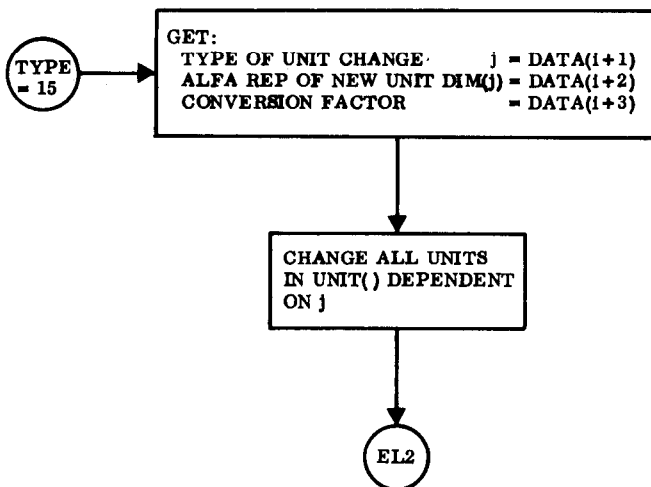 TYPE
= 15
GET:
TYPE OF UNIT CHANGE j = DATA(i+1)
ALFA REP OF NEW UNIT DIM(j) = DATA(i+2)
CONVERSION FACTOR = DATA(i+3)
CHANGE ALL UNITS
IN UNIT( ) DEPENDENT
ON j
EL2